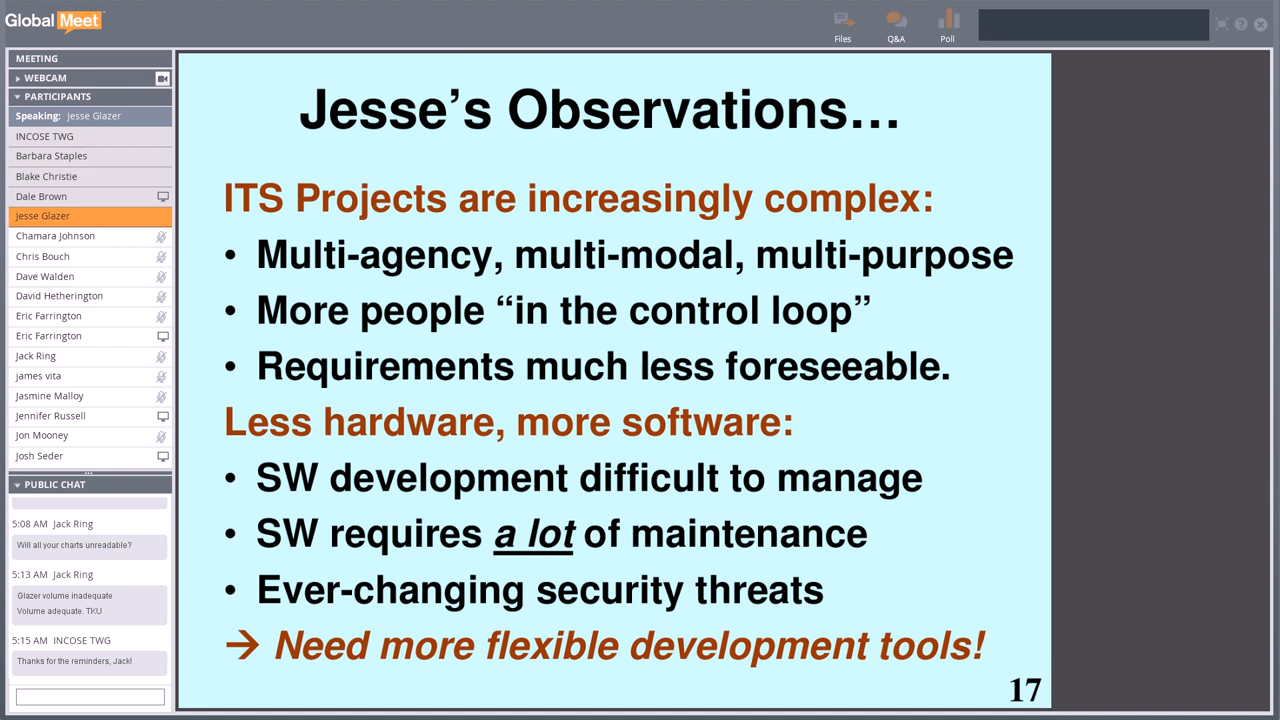 Global Meet
Files
Q&A
Poll
MEETING
WEBCAM
PARTICIPANTS
Speaking: Jesse Glazer
INCOSE TWG
Barbara Staples
Blake Christie
Dale Brown
Jesse Glazer
Chamara Johnson
Chris Bouch
Dave Walden
David Hetherington
Eric Farrington
Eric Farrington
Jack Ring
james vita
Jasmine Malloy
Jennifer Russell
Jon Mooney
Josh Seder
PUBLIC CHAT
5:08 AM Jack Ring
Will all your charts unreadable?
5:13 AM Jack Ring
Glazer volume inadequate
Volume adequate. TKU
5:15 AM INCOSE TWG
Thanks for the reminders, Jack!
Jesse’s Observations…
ITS Projects are increasingly complex:
• Multi-agency, multi-modal, multi-purpose
• More people “in the control loop”
• Requirements much less foreseeable.
Less hardware, more software:
• SW development difficult to manage
• SW requires a lot of maintenance
• Ever-changing security threats
→ Need more flexible development tools!
17